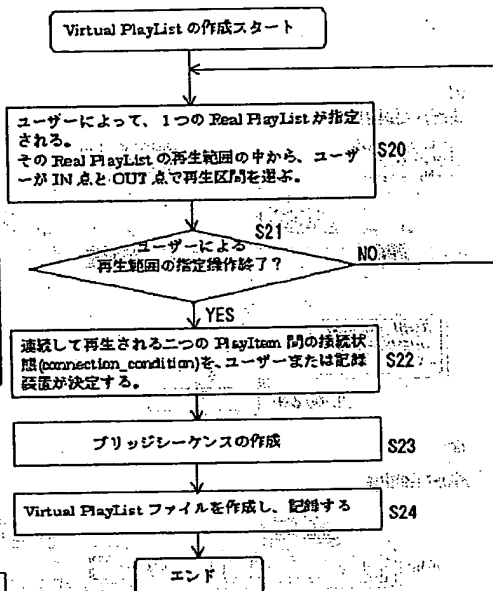 Virtual PlayList の作成スタート
ユーザーによって、1つの Real PlayList が指定
される。
その Real PlayList の再生範囲の中から、ユーザ
ーが IN 点と OUT 点で再生区間を選ぶ。
S20
S21
ユーザーによる
再生範囲の指定操作終了?
NO
YES
連続して再生される二つの PlayItem 間の接続状
態(connection_condition)を、ユーザーまたは記録
装置が決定する。
S22
ブリッジシーケンスの作成
S23
Virtual PlayList ファイルを作成し、記録する
S24
エンド